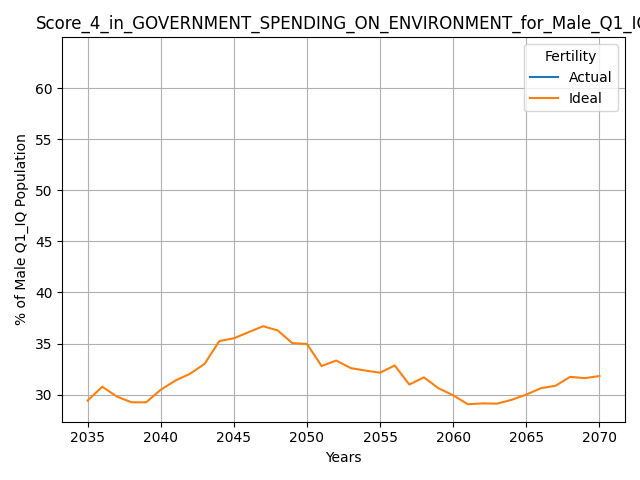 Score_4_in_GOVERNMENT_SPENDING_ON_ENVIRONMENT_for_Male_Q1_IQ
Fertility
Actual
Ideal
60
55
50
45
40
35
30
% of Male Q1_IQ Population
2035 2040 2045 2050 2055 2060 2065 2070
Years